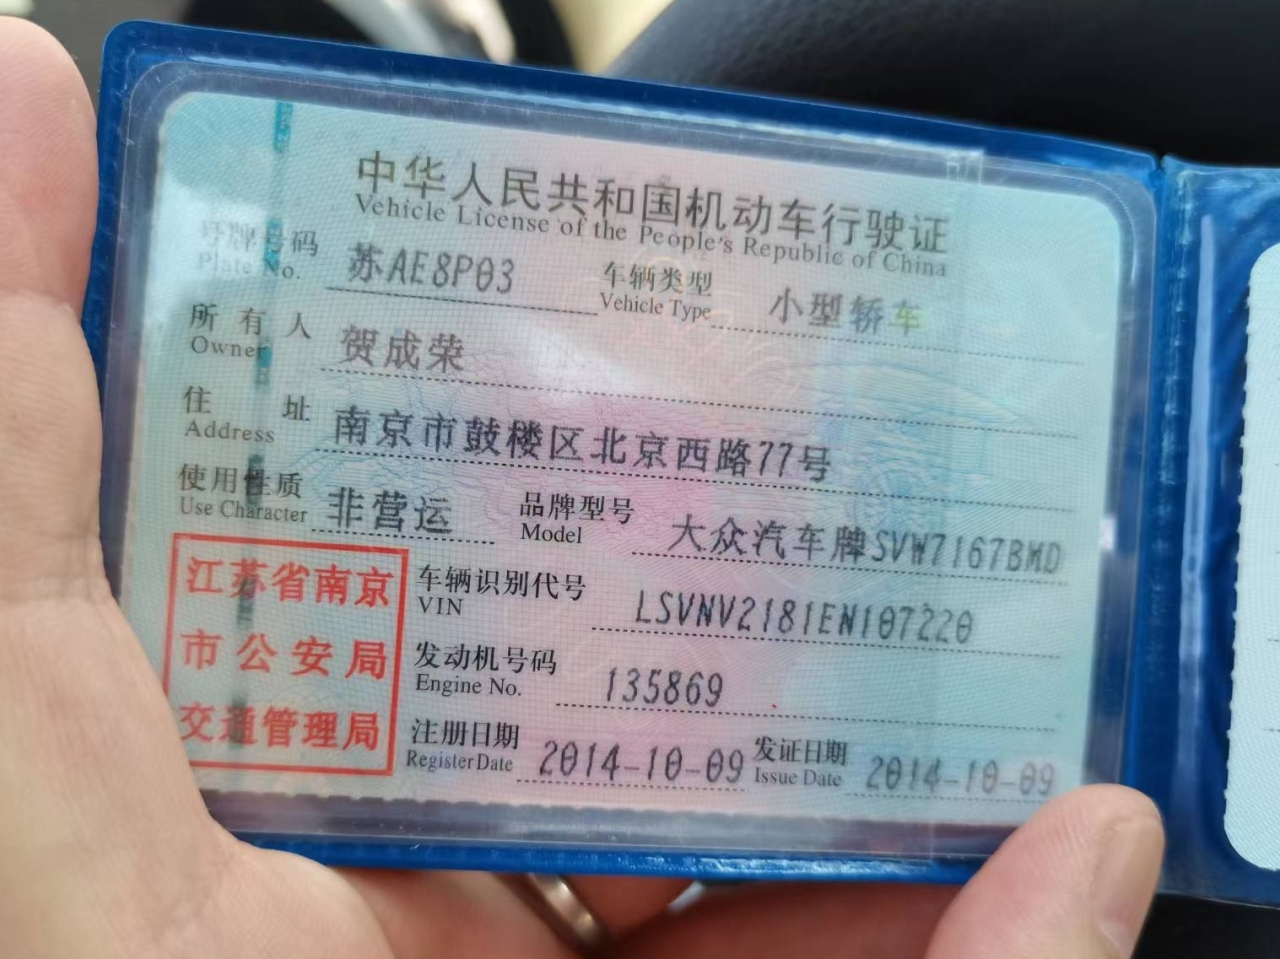 中华人民共和国机动车行驶证
Vehicle License of the People's Republic of China
号牌号码 苏AE8P03 车辆类型 小型轿车
Plate No. Vehicle Type
所有人 贺成荣
Owner
住址 南京市鼓楼区北京西路77号
Address
使用性质 非营运 品牌型号 大众汽车牌SVW7167BMD
Use Character Model
江苏省南京
市公安局
交通管理局
车辆识别代号 LSVNV2181EN107220
VIN
发动机号码 135869
Engine No.
注册日期 2014-10-09 发证日期 2014-10-09
Register Date Issue Date